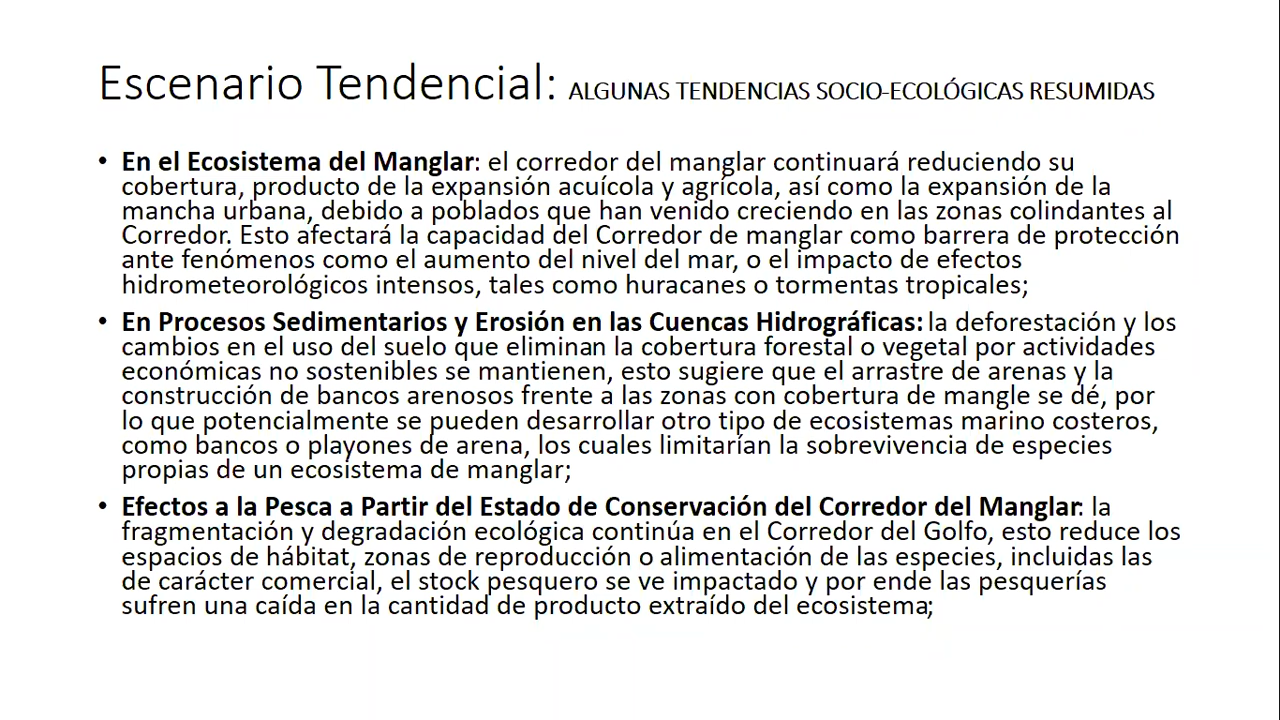 Escenario Tendencial: ALGUNAS TENDENCIAS SOCIO-ECOLÓGICAS RESUMIDAS
• En el Ecosistema del Manglar: el corredor del manglar continuará reduciendo su
cobertura, producto de la expansión acuícola y agrícola, así como la expansión de la
mancha urbana, debido a poblados que han venido creciendo en las zonas colindantes al
Corredor. Esto afectará la capacidad del Corredor de manglar como barrera de protección
ante fenómenos como el aumento del nivel del mar, o el impacto de efectos
hidrometeorológicos intensos, tales como huracanes o tormentas tropicales;
• En Procesos Sedimentarios y Erosión en las Cuencas Hidrográficas: la deforestación y los
cambios en el uso del suelo que eliminan la cobertura forestal o vegetal por actividades
económicas no sostenibles se mantienen, esto sugiere que el arrastre de arenas y la
construcción de bancos arenosos frente a las zonas con cobertura de mangle se dé, por
lo que potencialmente se pueden desarrollar otro tipo de ecosistemas marino costeros,
como bancos o playones de arena, los cuales limitarían la sobrevivencia de especies
propias de un ecosistema de manglar;
• Efectos a la Pesca a Partir del Estado de Conservación del Corredor del Manglar: la
fragmentación y degradación ecológica continúa en el Corredor del Golfo, esto reduce los
espacios de hábitat, zonas de reproducción o alimentación de las especies, incluidas las
de carácter comercial, el stock pesquero se ve impactado y por ende las pesquerías
sufren una caída en la cantidad de producto extraído del ecosistema;